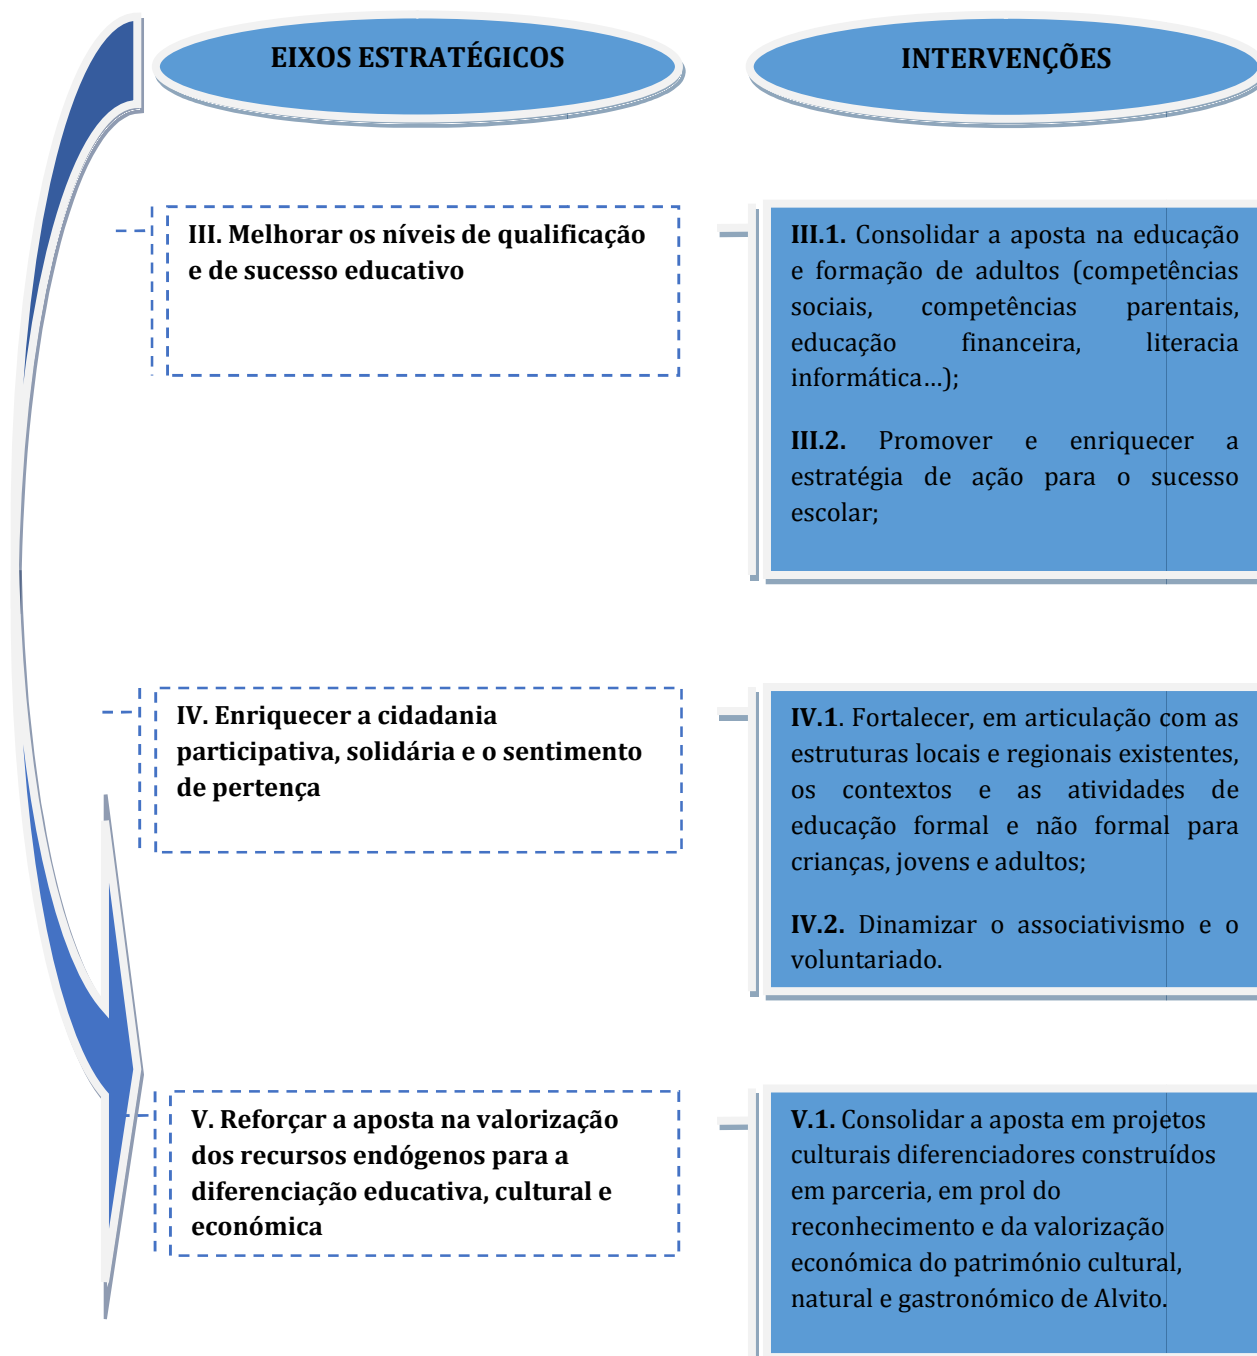 EIXOS ESTRATÉGICOS
INTERVENÇÕES
III. Melhorar os níveis de qualificação
e de sucesso educativo
III.1. Consolidar a aposta na educação
e formação de adultos (competências
sociais, competências parentais,
educação financeira, literacia
informática…);
III.2. Promover e enriquecer a
estratégia de ação para o sucesso
escolar;
IV. Enriquecer a cidadania
participativa, solidária e o sentimento
de pertença
IV.1. Fortalecer, em articulação com as
estruturas locais e regionais existentes,
os contextos e as atividades de
educação formal e não formal para
crianças, jovens e adultos;
IV.2. Dinamizar o associativismo e o
voluntariado.
V. Reforçar a aposta na valorização
dos recursos endógenos para a
diferenciação educativa, cultural e
económica
V.1. Consolidar a aposta em projetos
culturais diferenciadores construídos
em parceria, em prol do
reconhecimento e da valorização
económica do património cultural,
natural e gastronómico de Alvito.